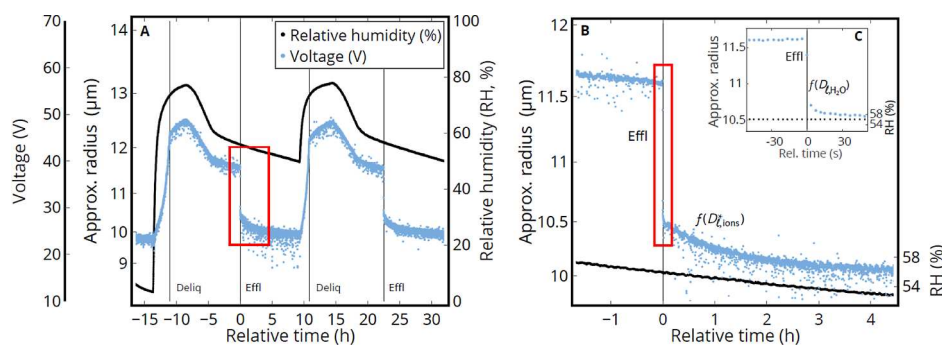 70
60
50
40
30
20
10
Voltage (V)
14
13
12
11
10
9
Approx. radius (μm)
A
Relative humidity (%)
Voltage (V)
Deliq
Effl
Deliq
Effl
−15 −10 −5 0 5 10 15 20 25 30
Relative time (h)
100
80
60
40
20
0
Relative humidity (RH, %)
B
11.5
11
10.5
10
Approx. radius (μm)
Effl
f(D*ℓ,ions)
−1 0 1 2 3 4
Relative time (h)
58
54
RH (%)
C
11.5
11
10.5
Approx. radius
Effl
f(Dℓ,H₂O)
−30 0 30
Rel. time (s)
58
54
RH (%)